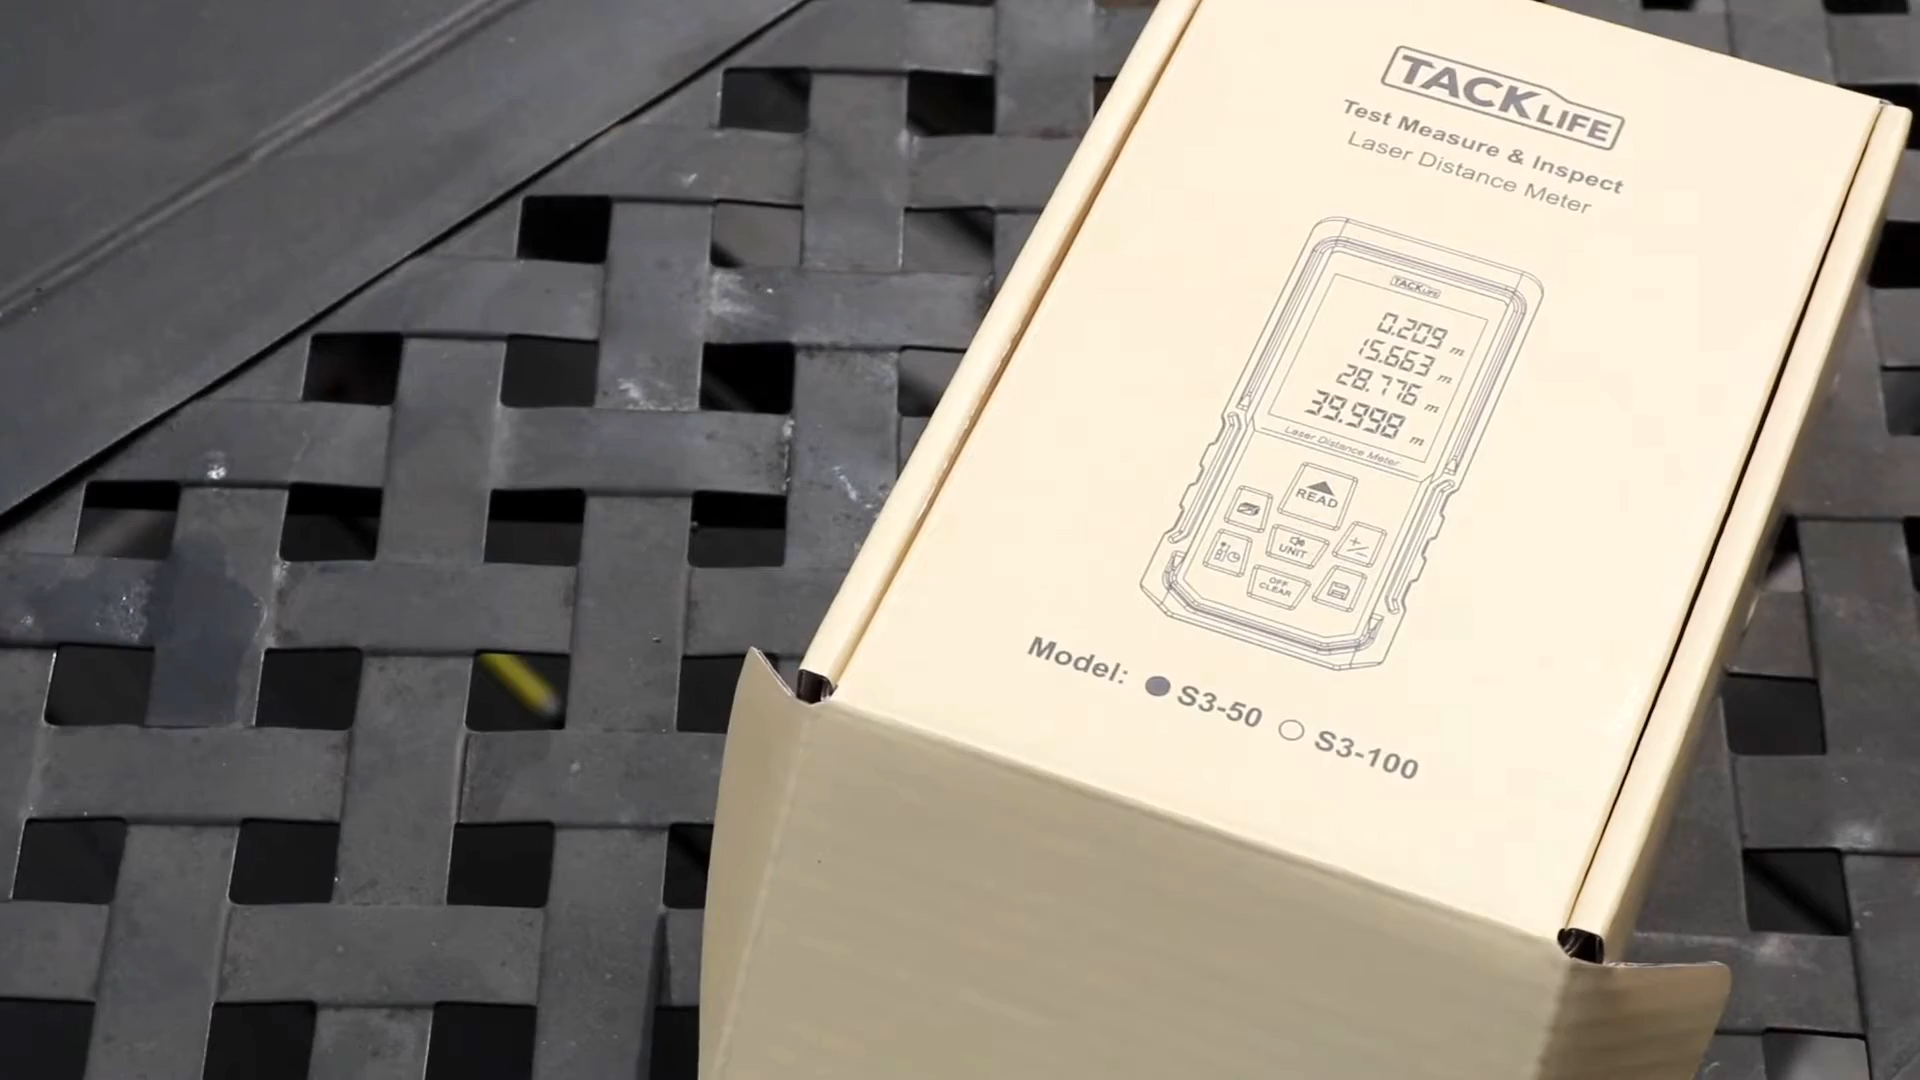 TACKLIFE
Test Measure & Inspect
Laser Distance Meter
TACKLIFE
0.209 m
15.663 m
28.776 m
39.998 m
Laser Distance Meter
READ
UNIT
+/-
OFF
CLEAR
Model: S3-50 S3-100